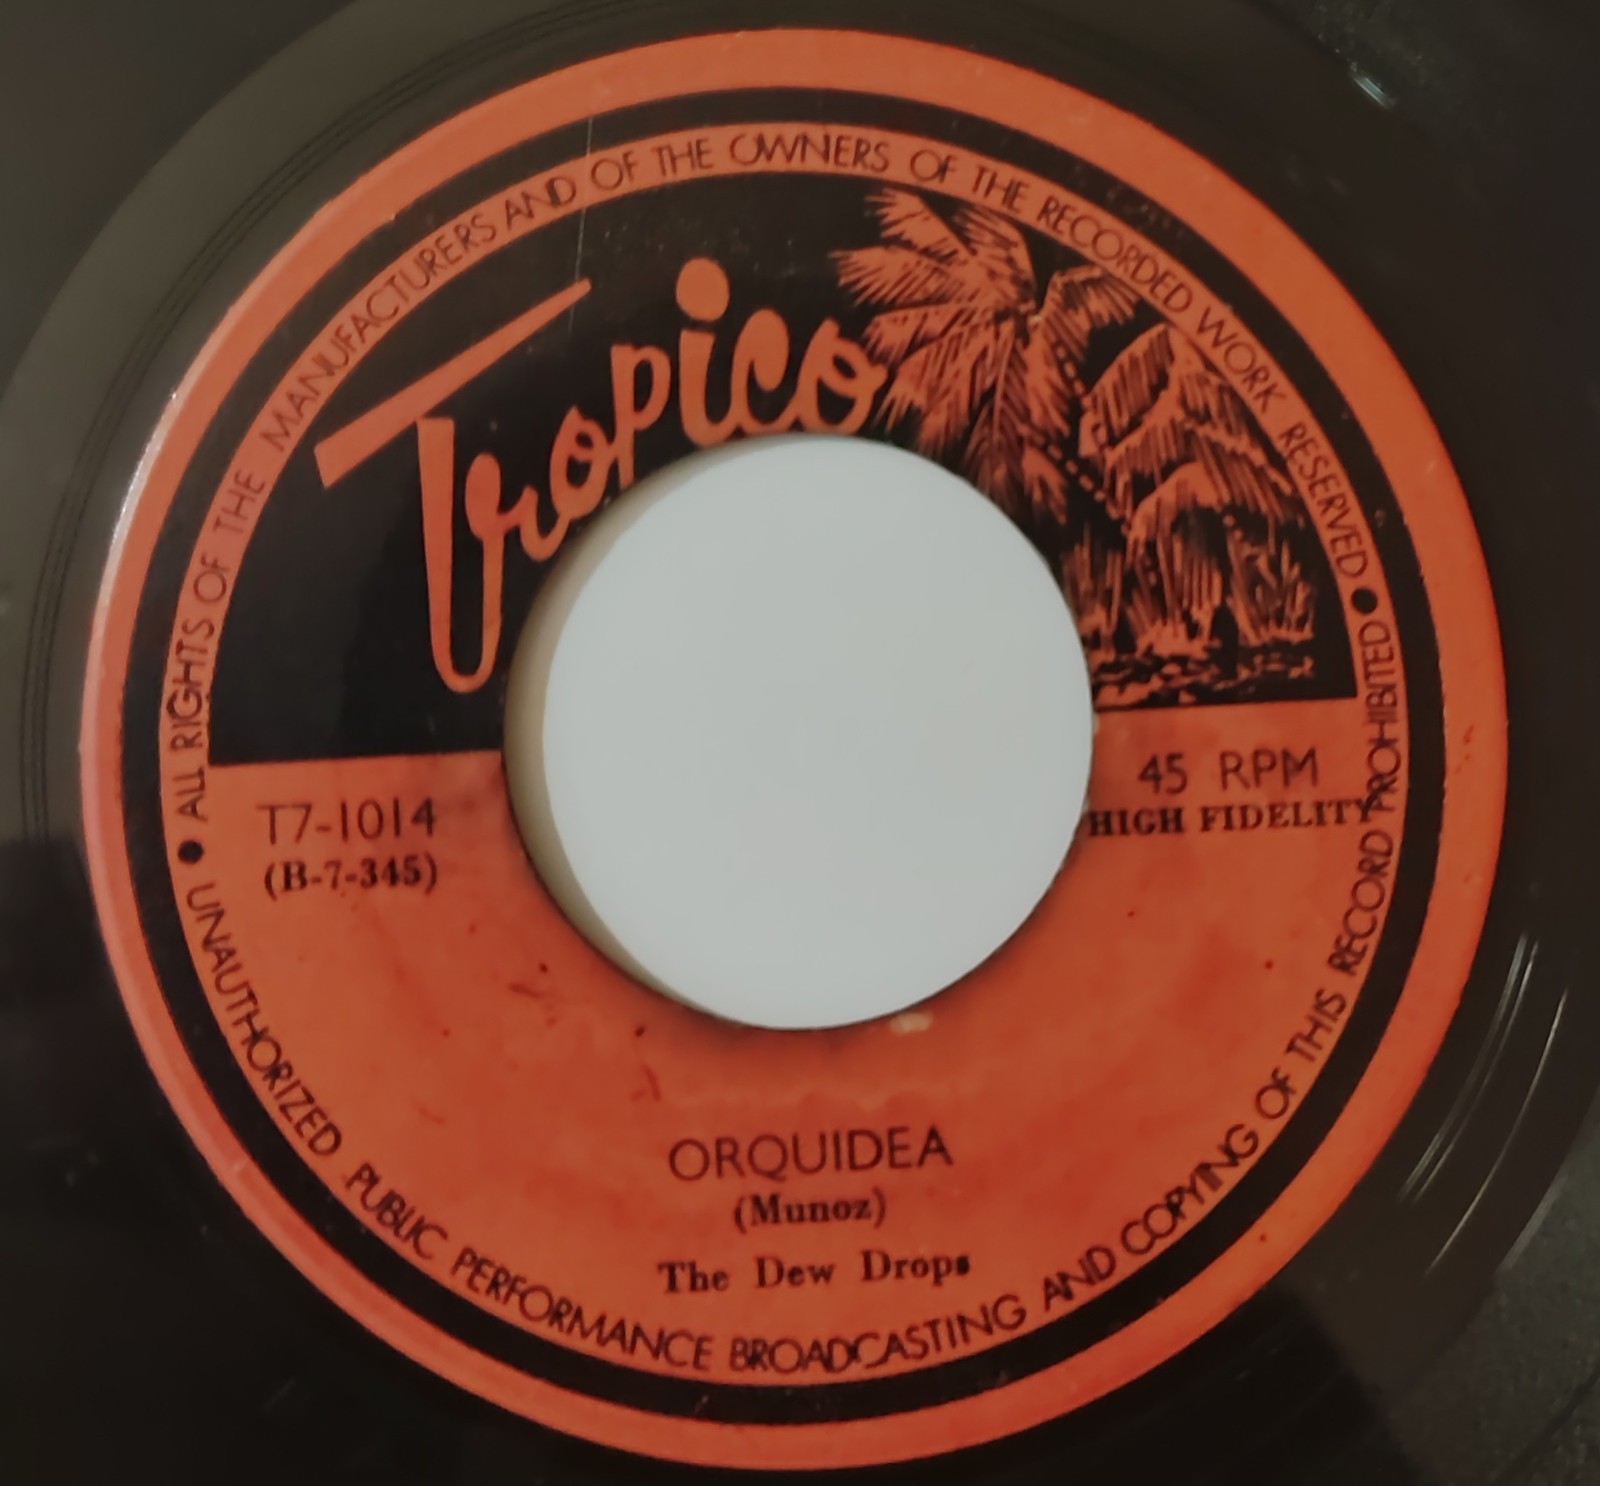 ALL RIGHTS OF THE MANUFACTURERS AND OF THE OWNERS OF THE RECORDED WORK RESERVED
Tropico
T7-1014
(B-7-345)
45 RPM
HIGH FIDELITY
ORQUIDEA
(Munoz)
The Dew Drops
UNAUTHORIZED PUBLIC PERFORMANCE BROADCASTING AND COPYING OF THIS RECORD PROHIBITED